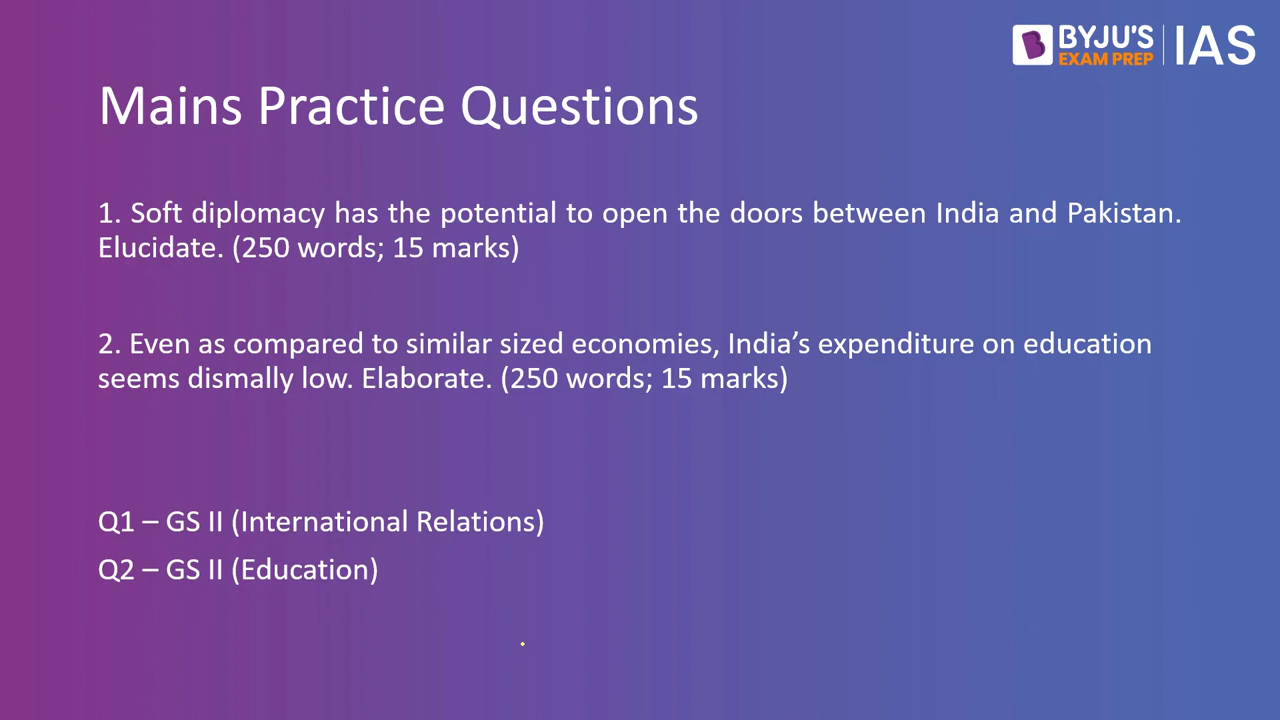 BYJU'S
EXAM PREP
IAS
Mains Practice Questions
1. Soft diplomacy has the potential to open the doors between India and Pakistan.
Elucidate. (250 words; 15 marks)
2. Even as compared to similar sized economies, India’s expenditure on education
seems dismally low. Elaborate. (250 words; 15 marks)
Q1 – GS II (International Relations)
Q2 – GS II (Education)